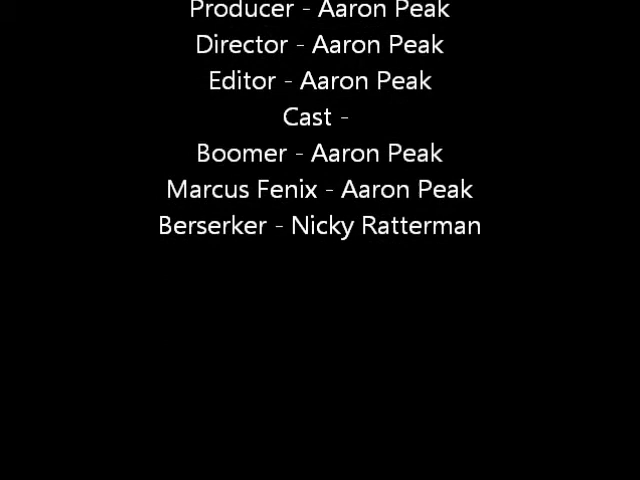 Producer - Aaron Peak
Director - Aaron Peak
Editor - Aaron Peak
Cast -
Boomer - Aaron Peak
Marcus Fenix - Aaron Peak
Berserker - Nicky Ratterman